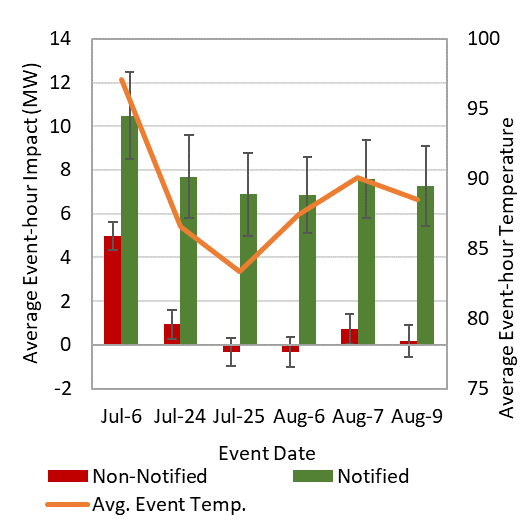 14
12
10
8
6
4
2
0
-2
Average Event-hour Impact (MW)
100
95
90
85
80
75
Average Event-hour Temperature
Jul-6 Jul-24 Jul-25 Aug-6 Aug-7 Aug-9
Event Date
Non-Notified Notified
Avg. Event Temp.